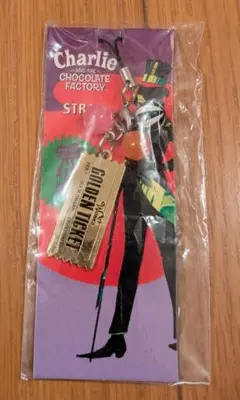 Charlie
AND THE
CHOCOLATE
FACTORY
STR
GOLDEN TICKET